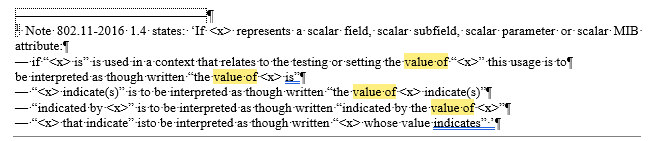 Note 802.11-2016 1.4 states: 'If <x> represents a scalar field, scalar subfield, scalar parameter or scalar MIB
attribute:¶
— if "<x> is" is used in a context that relates to the testing or setting the value of "<x>" this usage is to¶
be interpreted as though written "the value of <x> is"¶
— "<x> indicate(s)" is to be interpreted as though written "the value of <x> indicate(s)"¶
— "indicated by <x>" is to be interpreted as though written "indicated by the value of <x>"¶
— "<x> that indicate" isto be interpreted as though written "<x> whose value indicates".'¶